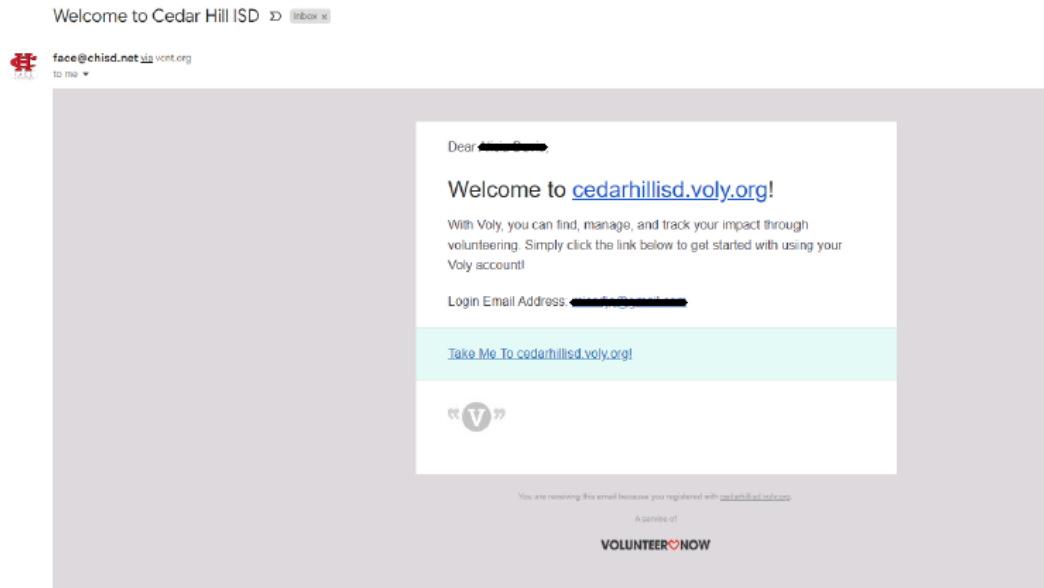 Welcome to Cedar Hill ISD Inbox x
face@chisd.net via vcnt.org
to me
Dear
Welcome to cedarhillisd.voly.org!
With Voly, you can find, manage, and track your impact through
volunteering. Simply click the link below to get started with using your
Voly account!
Login Email Address:
Take Me To cedarhillisd.voly.org!
“V”
You are receiving this email because you registered with cedarhillisd.voly.org.
A service of
VOLUNTEER NOW